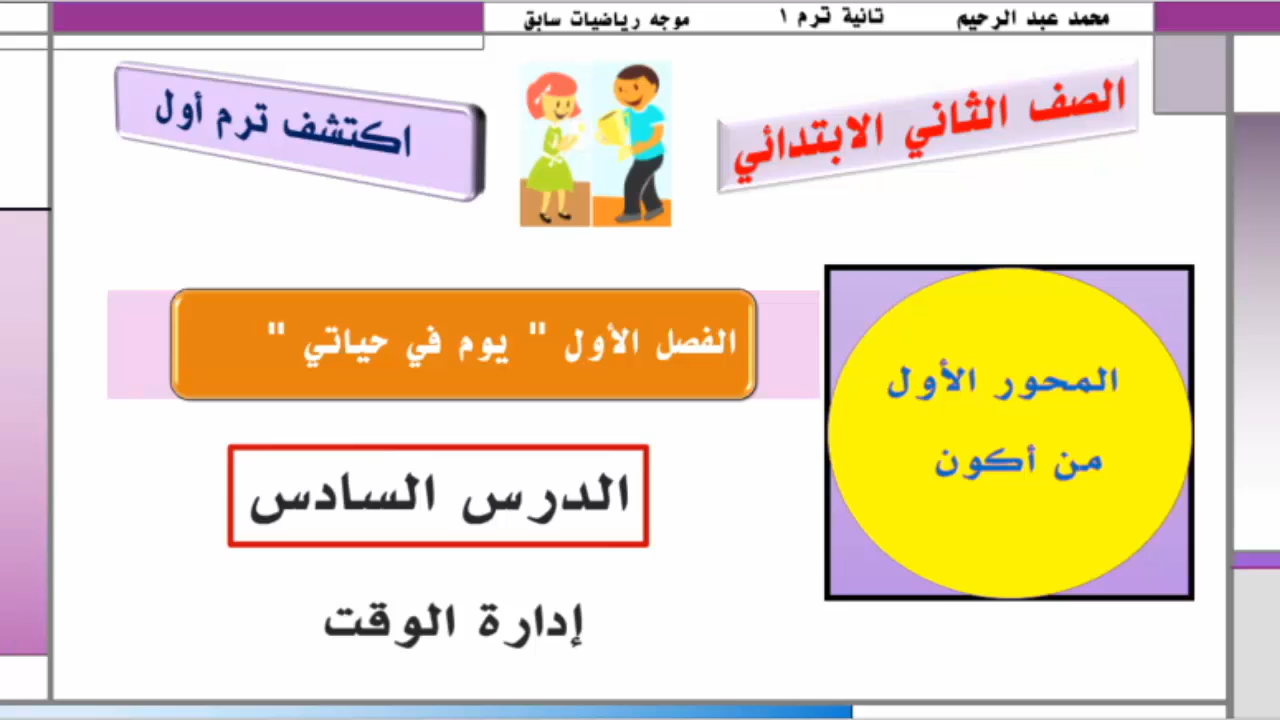 محمد عبد الرحيم تانية ترم ١ موجه رياضيات سابق
الصف الثاني الابتدائي
اكتشف ترم أول
المحور الأول
من أكون
الفصل الأول " يوم في حياتي "
الدرس السادس
إدارة الوقت